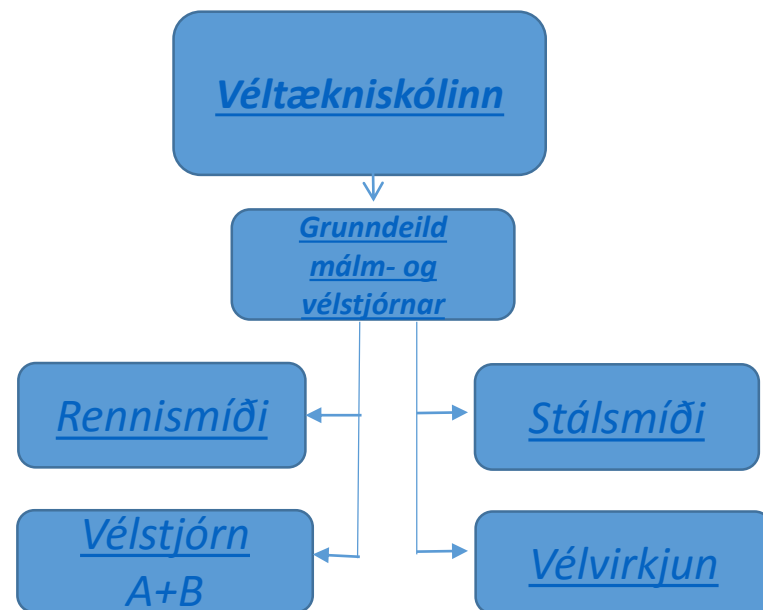 Véltækniskólinn
Grunndeild
málm- og
vélstjórnar
Rennismíði
Stálsmíði
Vélstjórn
A+B
Vélvirkjun